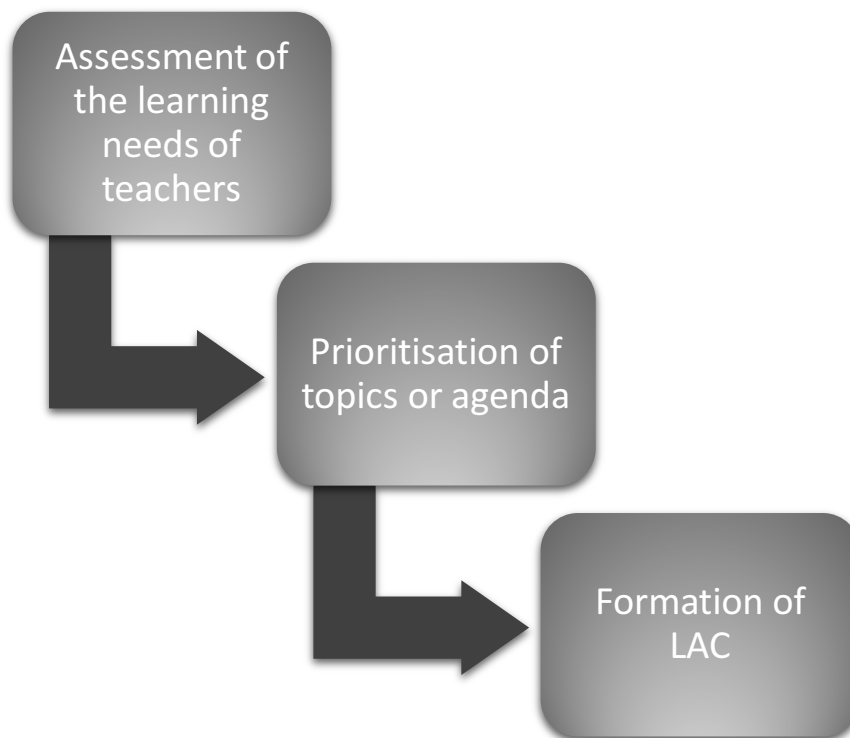 Assessment of
the learning
needs of
teachers
Prioritisation of
topics or agenda
Formation of
LAC